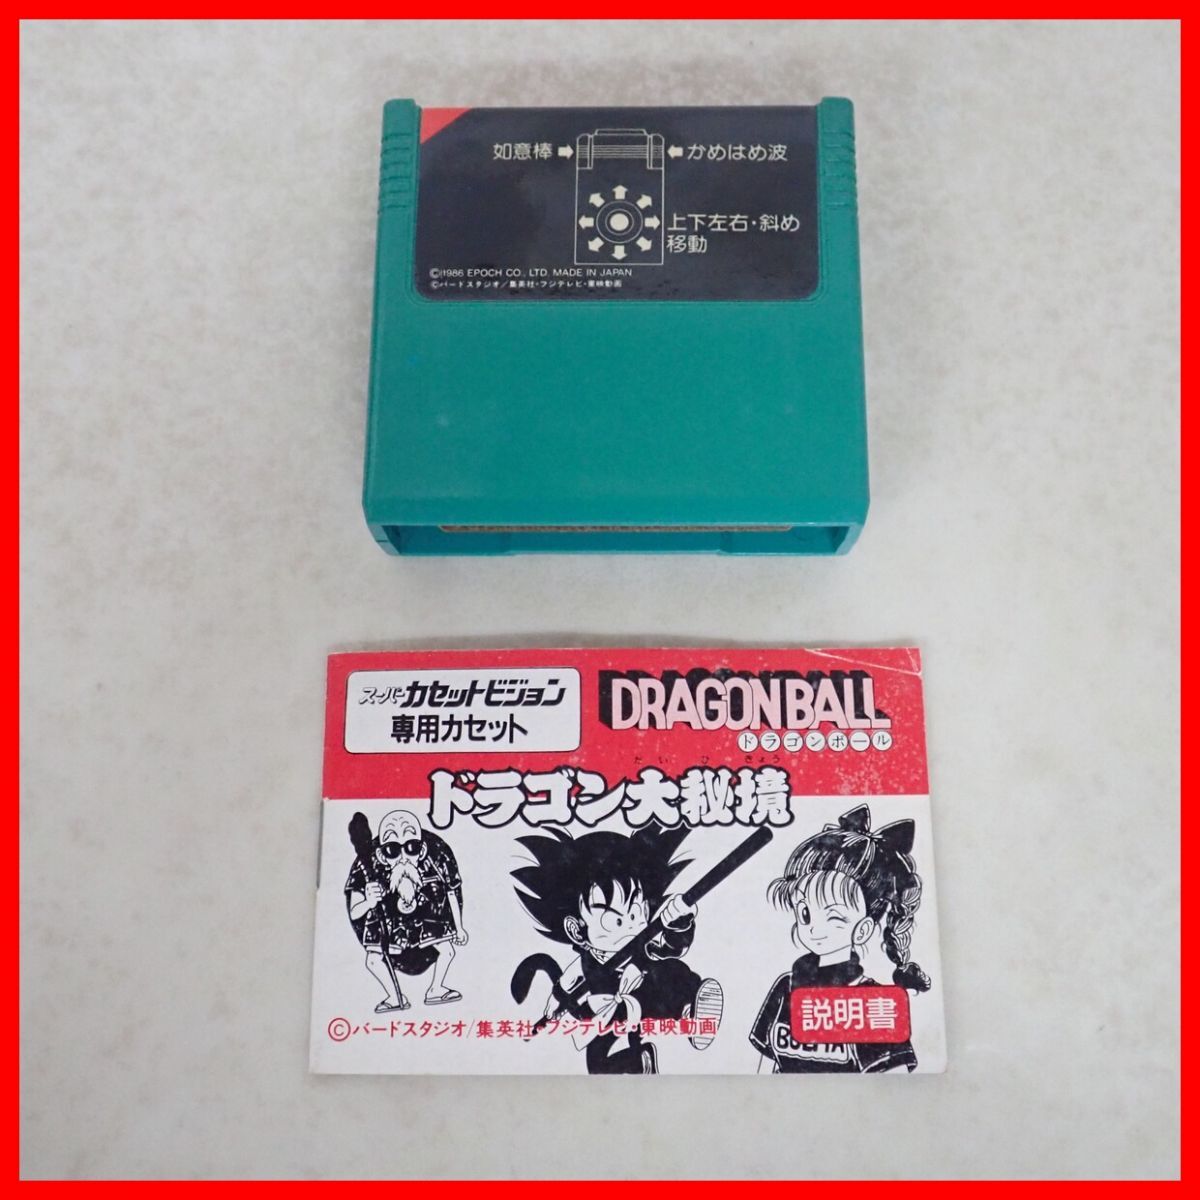 如意棒
かめはめ波
上下左右・斜め
移動
©1986 EPOCH CO., LTD. MADE IN JAPAN
©バードスタジオ/集英社・フジテレビ・東映動画
スーパーカセットビジョン
専用カセット
DRAGON BALL
ドラゴンボール
だいひきょう
ドラゴン大秘境
BULMA
説明書
©バードスタジオ/集英社・フジテレビ・東映動画